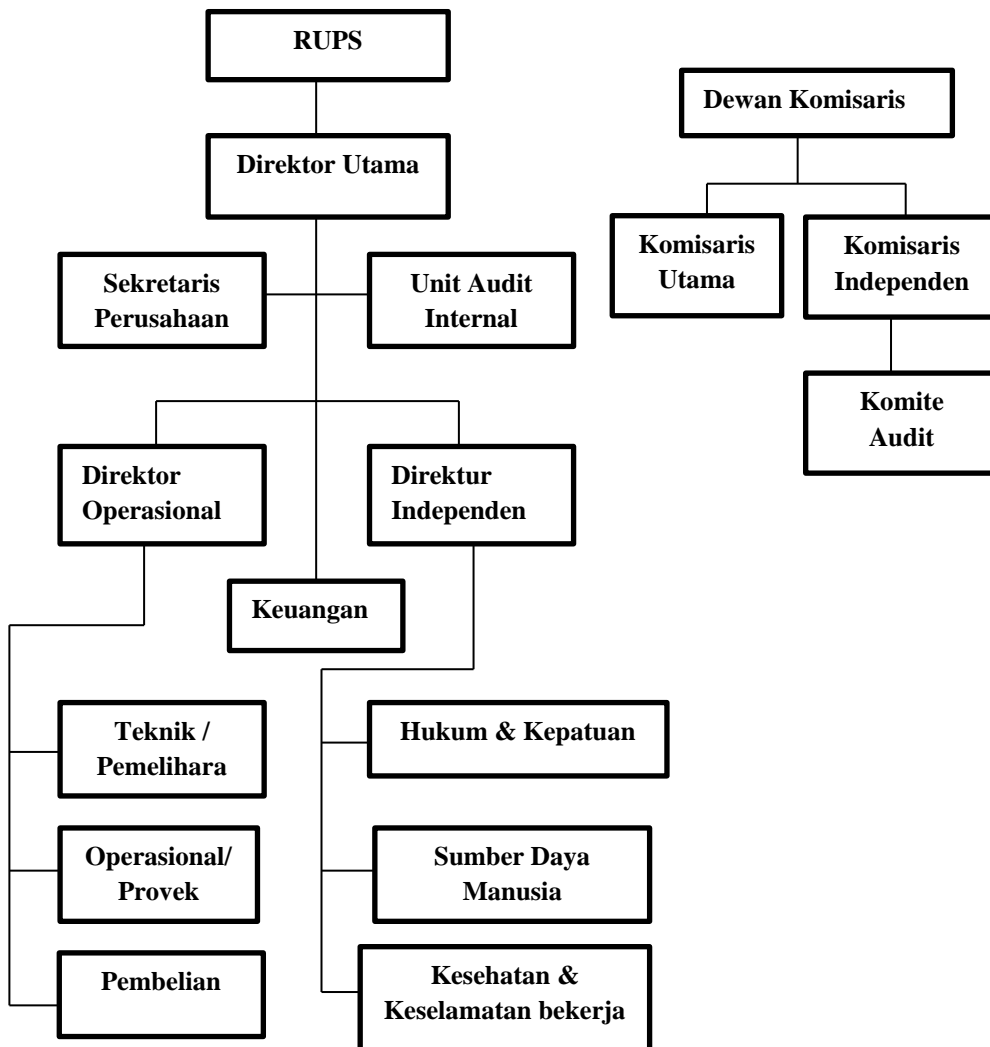 RUPS
Dewan Komisaris
Direktor Utama
Komisaris
Utama
Komisaris
Independen
Sekretaris
Perusahaan
Unit Audit
Internal
Komite
Audit
Direktor
Operasional
Direktur
Independen
Keuangan
Teknik /
Pemelihara
Hukum & Kepatuan
Operasional/
Provek
Sumber Daya
Manusia
Pembelian
Kesehatan &
Keselamatan bekerja